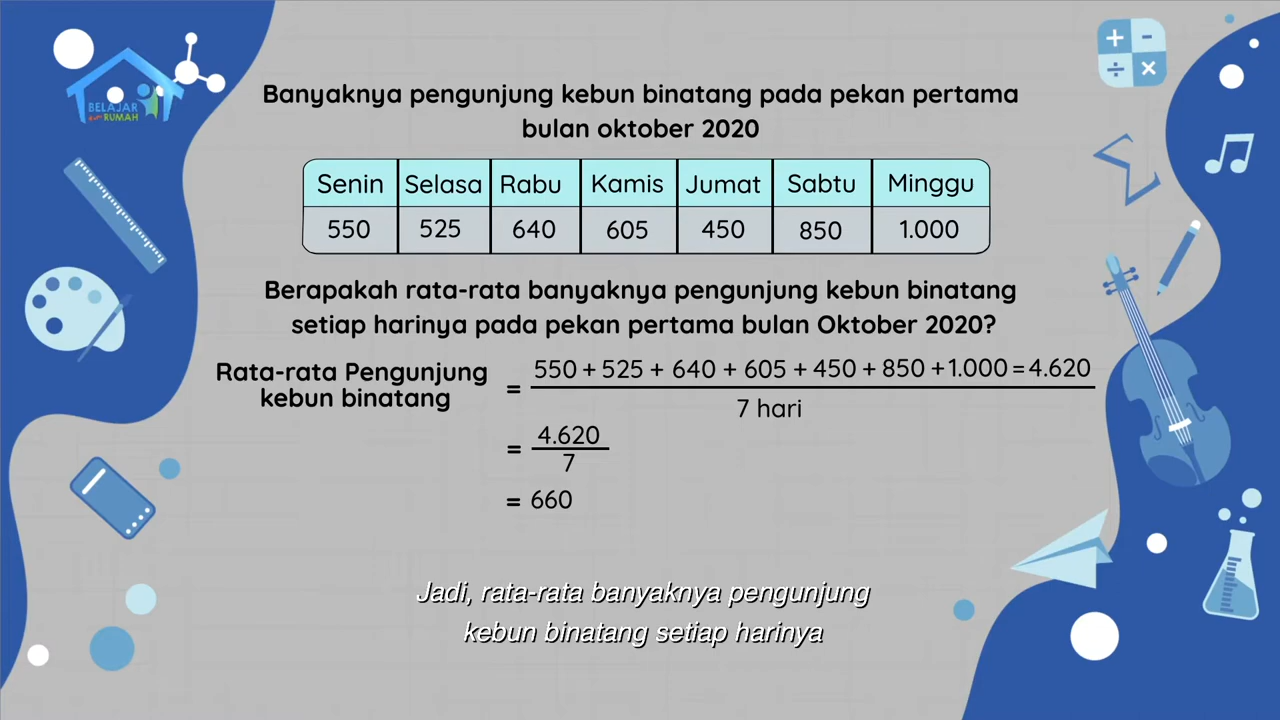 BELAJAR
dari RUMAH
Banyaknya pengunjung kebun binatang pada pekan pertama
bulan oktober 2020
Senin Selasa Rabu Kamis Jumat Sabtu Minggu
550 525 640 605 450 850 1.000
Berapakah rata-rata banyaknya pengunjung kebun binatang
setiap harinya pada pekan pertama bulan Oktober 2020?
Rata-rata Pengunjung
kebun binatang
= 550 + 525 + 640 + 605 + 450 + 850 + 1.000 = 4.620
7 hari
= 4.620
7
= 660
Jadi, rata-rata banyaknya pengunjung
kebun binatang setiap harinya